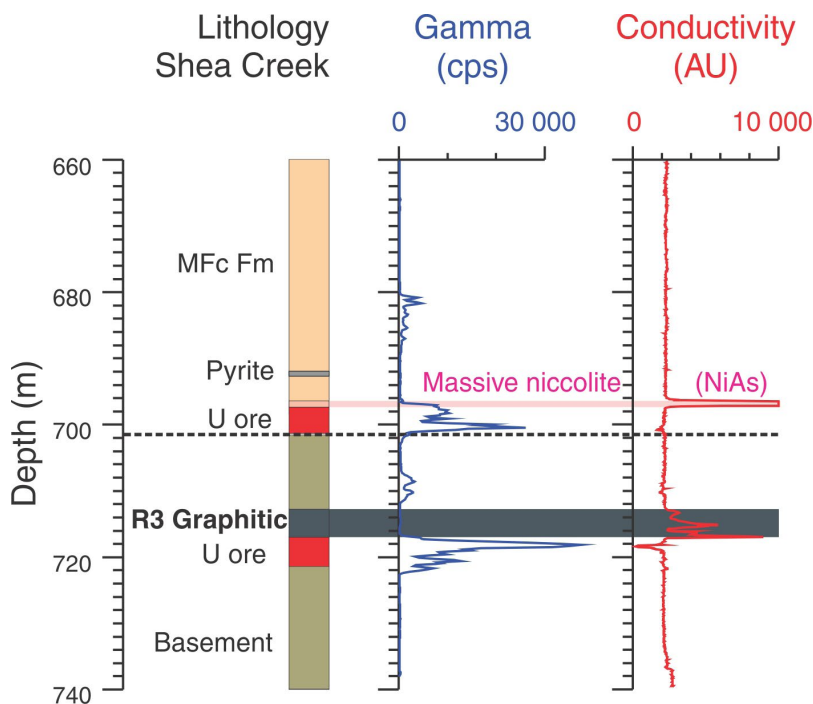 Lithology
Shea Creek
Gamma
(cps)
Conductivity
(AU)
0 30 000
0 10 000
660
MFc Fm
680
Pyrite
Massive niccolite (NiAs)
U ore
700
R3 Graphitic
U ore
720
Basement
740
Depth (m)